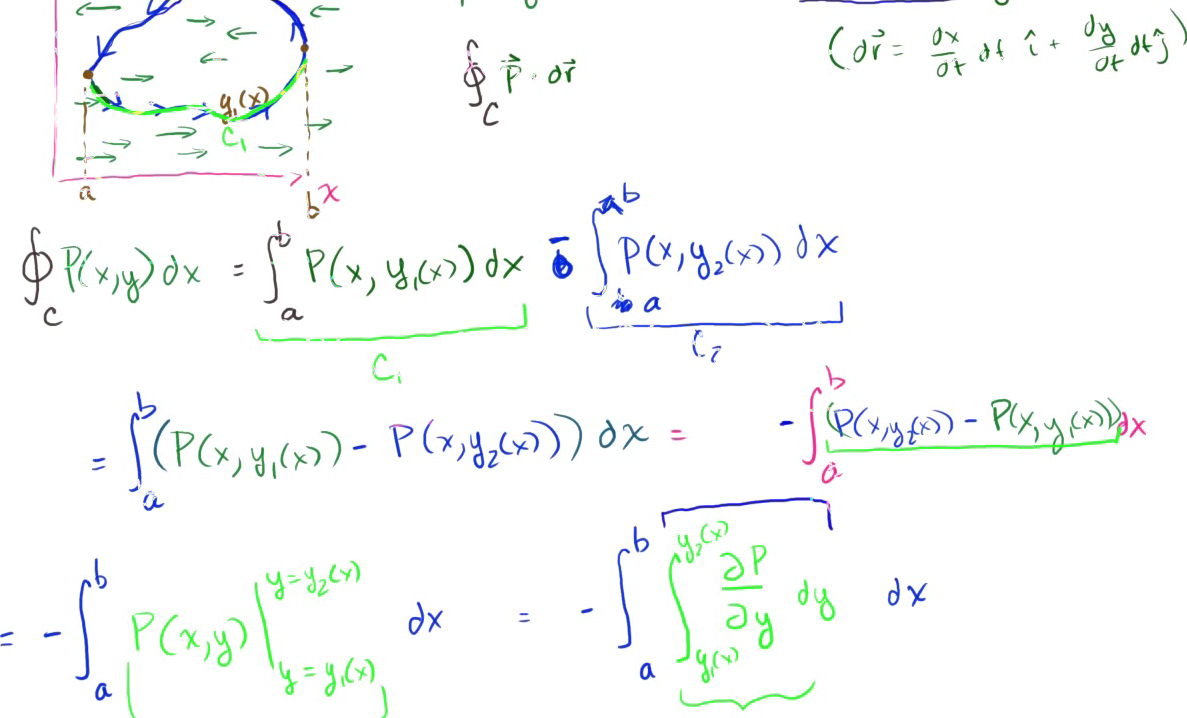 (d\vec{r} = \frac{dx}{dt} dt \hat{i} + \frac{dy}{dt} dt \hat{j})
\oint_C \vec{P} \cdot d\vec{r}
y_1(x)
C_1
a
b
x
\oint_C P(x,y) dx = \int_a^b P(x, y_1(x)) dx - \int_a^b P(x, y_2(x)) dx
C_1
C_2
= \int_a^b (P(x, y_1(x)) - P(x, y_2(x))) dx = - \int_a^b (P(x, y_2(x)) - P(x, y_1(x))) dx
= - \int_a^b P(x,y) |_{y = y_1(x)}^{y = y_2(x)} dx = - \int_a^b \int_{y_1(x)}^{y_2(x)} \frac{\partial P}{\partial y} dy dx